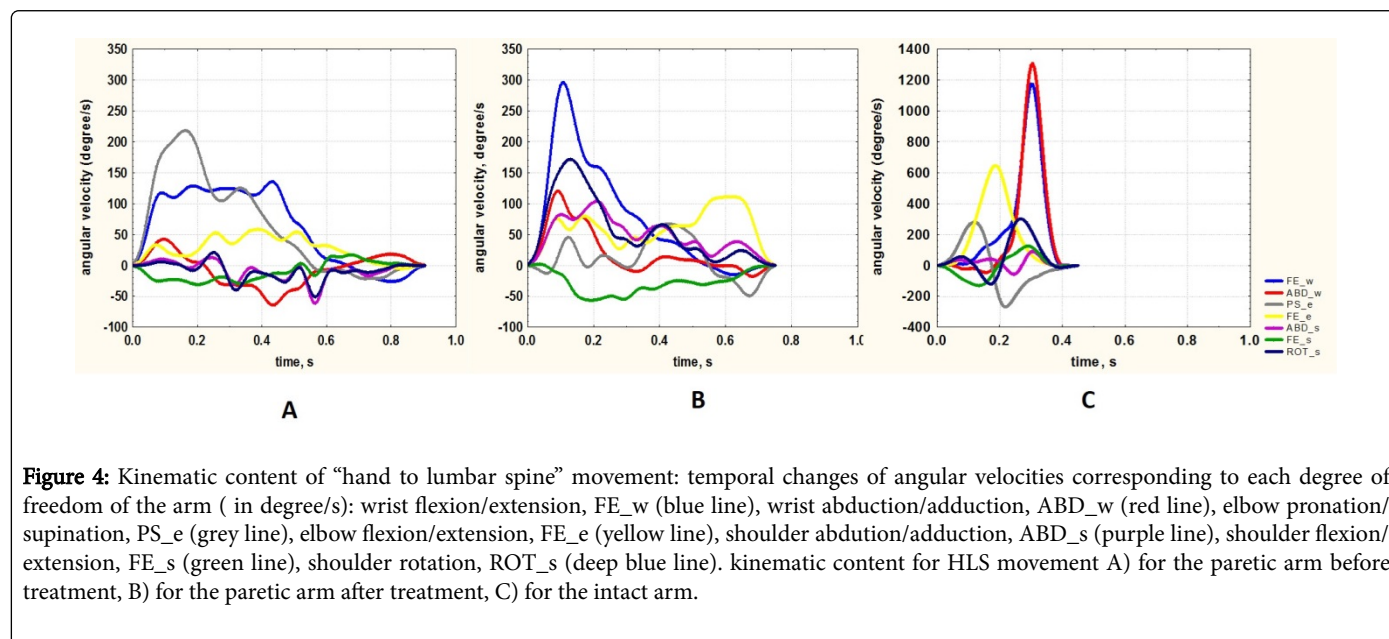 350
300
250
200
150
100
50
0
-50
-100
angular velocity (degree/s)
0.0 0.2 0.4 0.6 0.8 1.0
time, s
A
350
300
250
200
150
100
50
0
-50
-100
angular velocity, degree/s
0.0 0.2 0.4 0.6 0.8 1.0
time, s
B
1400
1200
1000
800
600
400
200
0
-200
-400
angular velocity (degree/s)
0.0 0.2 0.4 0.6 0.8 1.0
time, s
C
FE_w
ABD_w
PS_e
FE_e
ABD_s
FE_s
ROT_s
Figure 4: Kinematic content of “hand to lumbar spine” movement: temporal changes of angular velocities corresponding to each degree of
freedom of the arm ( in degree/s): wrist flexion/extension, FE_w (blue line), wrist abduction/adduction, ABD_w (red line), elbow pronation/
supination, PS_e (grey line), elbow flexion/extension, FE_e (yellow line), shoulder abdution/adduction, ABD_s (purple line), shoulder flexion/
extension, FE_s (green line), shoulder rotation, ROT_s (deep blue line). kinematic content for HLS movement A) for the paretic arm before
treatment, B) for the paretic arm after treatment, C) for the intact arm.